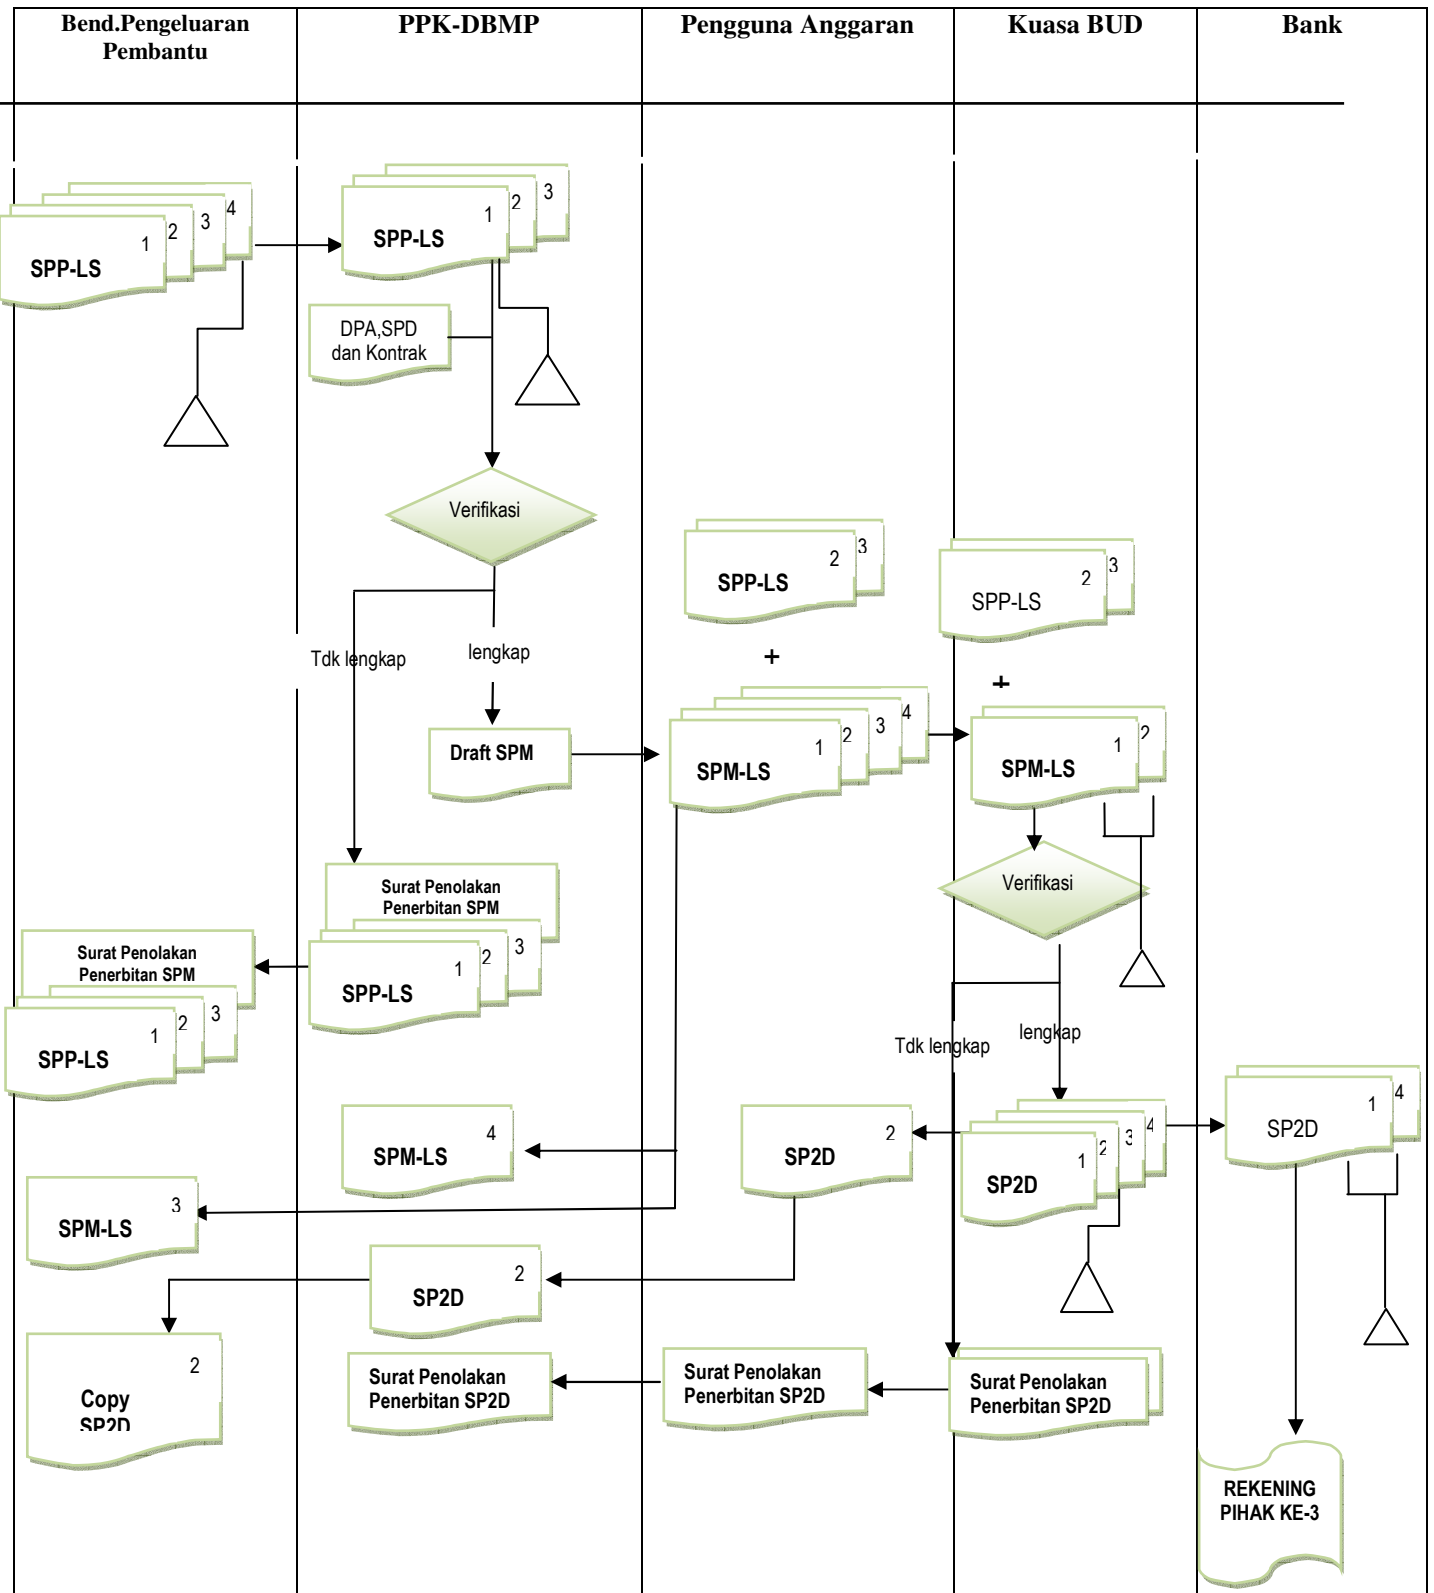 Bend.Pengeluaran
Pembantu
PPK-DBMP
Pengguna Anggaran
Kuasa BUD
Bank
1
2
3
4
SPP-LS
1
2
3
SPP-LS
DPA,SPD
dan Kontrak
Verifikasi
2
3
SPP-LS
2
3
SPP-LS
Tdk lengkap
lengkap
+
+
Draft SPM
1
2
3
4
SPM-LS
1
2
SPM-LS
Verifikasi
Surat Penolakan
Penerbitan SPM
1
2
3
SPP-LS
Surat Penolakan
Penerbitan SPM
1
2
3
SPP-LS
Tdk lengkap
lengkap
4
SPM-LS
2
SP2D
1
2
3
4
SP2D
1
4
SP2D
3
SPM-LS
2
SP2D
2
Copy
SP2D
Surat Penolakan
Penerbitan SP2D
Surat Penolakan
Penerbitan SP2D
Surat Penolakan
Penerbitan SP2D
REKENING
PIHAK KE-3